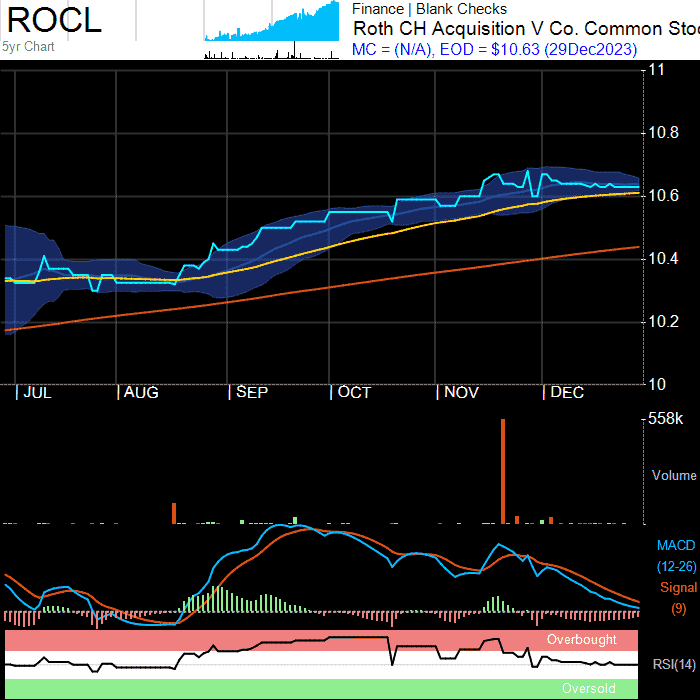 ROCL
5yr Chart
Finance | Blank Checks
Roth CH Acquisition V Co. Common Sto
MC = (N/A), EOD = $10.63 (29Dec2023)
11
10.8
10.6
10.4
10.2
10
JUL AUG SEP OCT NOV DEC
558k
Volume
MACD
(12-26)
Signal
(9)
Overbought
RSI(14)
Oversold